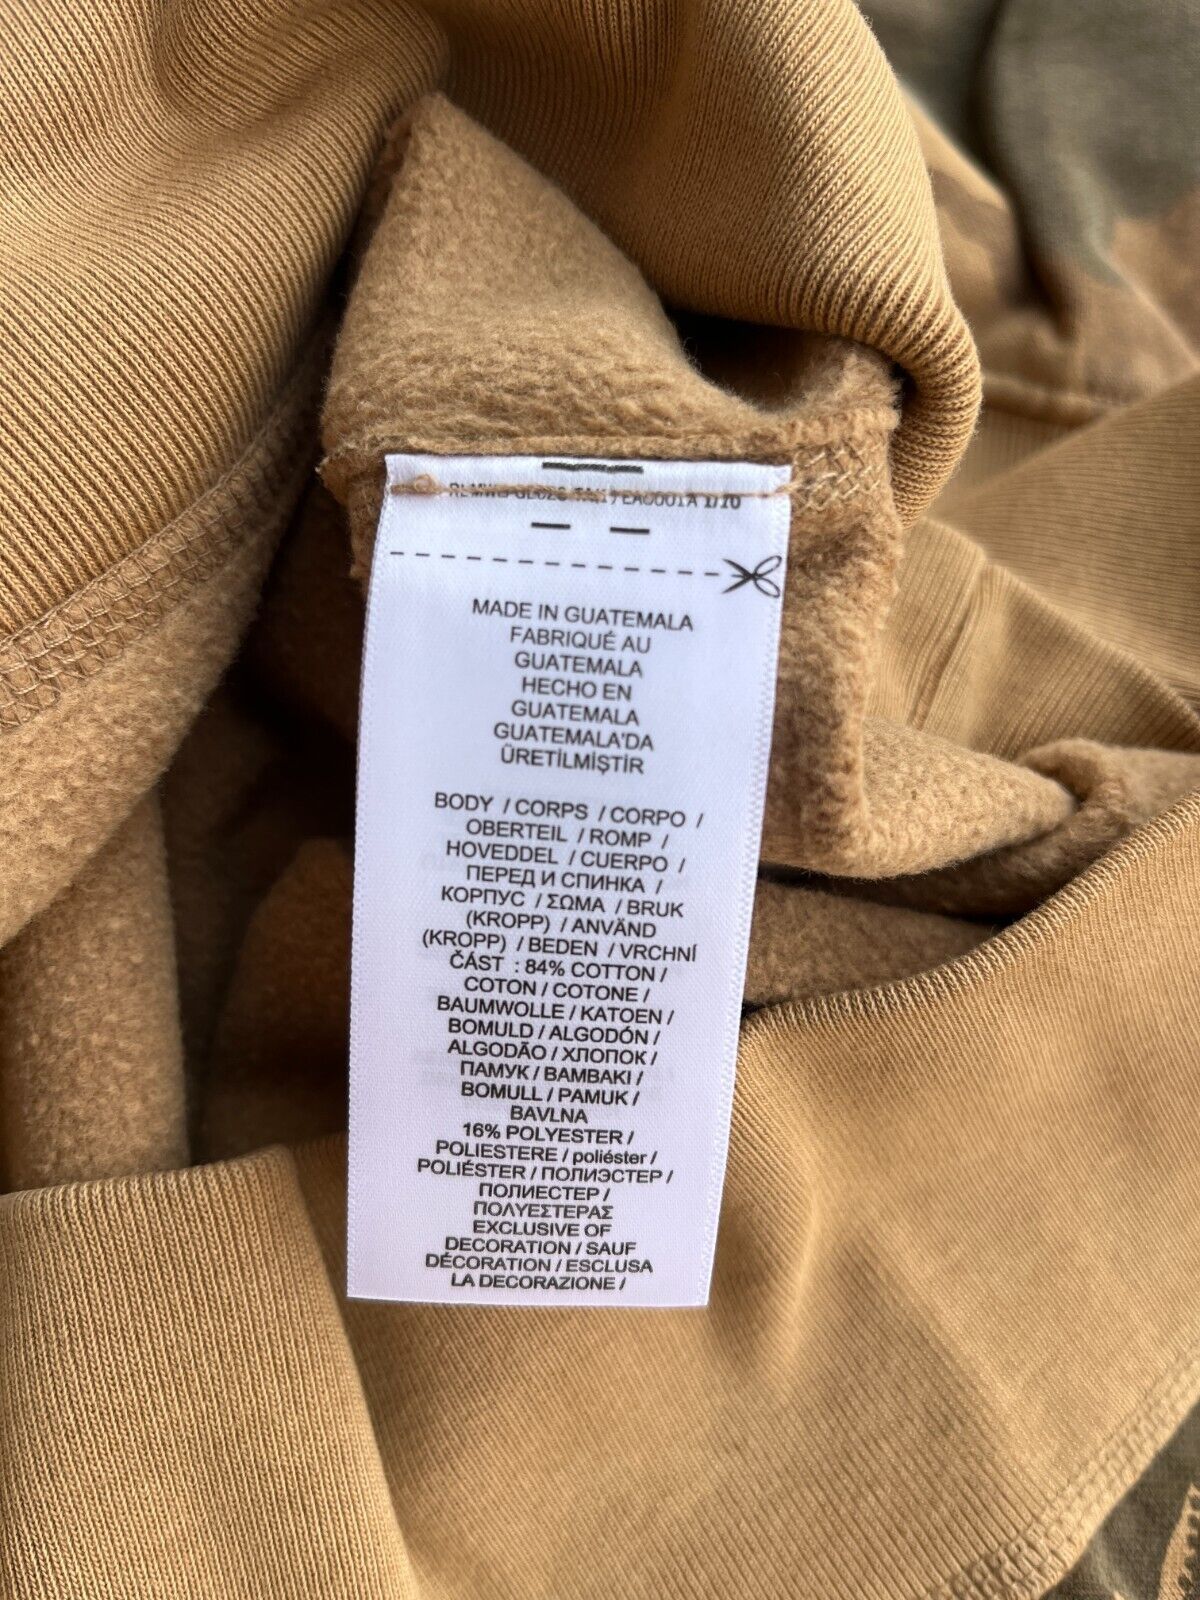 1/10
MADE IN GUATEMALA
FABRIQUÉ AU
GUATEMALA
HECHO EN
GUATEMALA
GUATEMALA'DA
ÜRETİLMİŞTİR
BODY / CORPS / CORPO /
OBERTEIL / ROMP /
HOVEDDEL / CUERPO /
ПЕРЕД И СПИНКА /
КОРПУС / ΣΩΜΑ / BRUK
(KROPP) / ANVÄND
(KROPP) / BEDEN / VRCHNÍ
ČÁST : 84% COTTON /
COTON / COTONE /
BAUMWOLLE / KATOEN /
BOMULD / ALGODÓN /
ALGODÃO / ХЛОПОК /
ПАМУК / ΒΑΜΒΑΚΙ /
BOMULL / PAMUK /
BAVLNA
16% POLYESTER /
POLIESTERE / poliéster /
POLIÉSTER / ПОЛИЭСТЕР /
ПОЛИЕСТЕР /
ΠΟΛΥΕΣΤΕΡΑΣ
EXCLUSIVE OF
DECORATION / SAUF
DÉCORATION / ESCLUSA
LA DECORAZIONE /